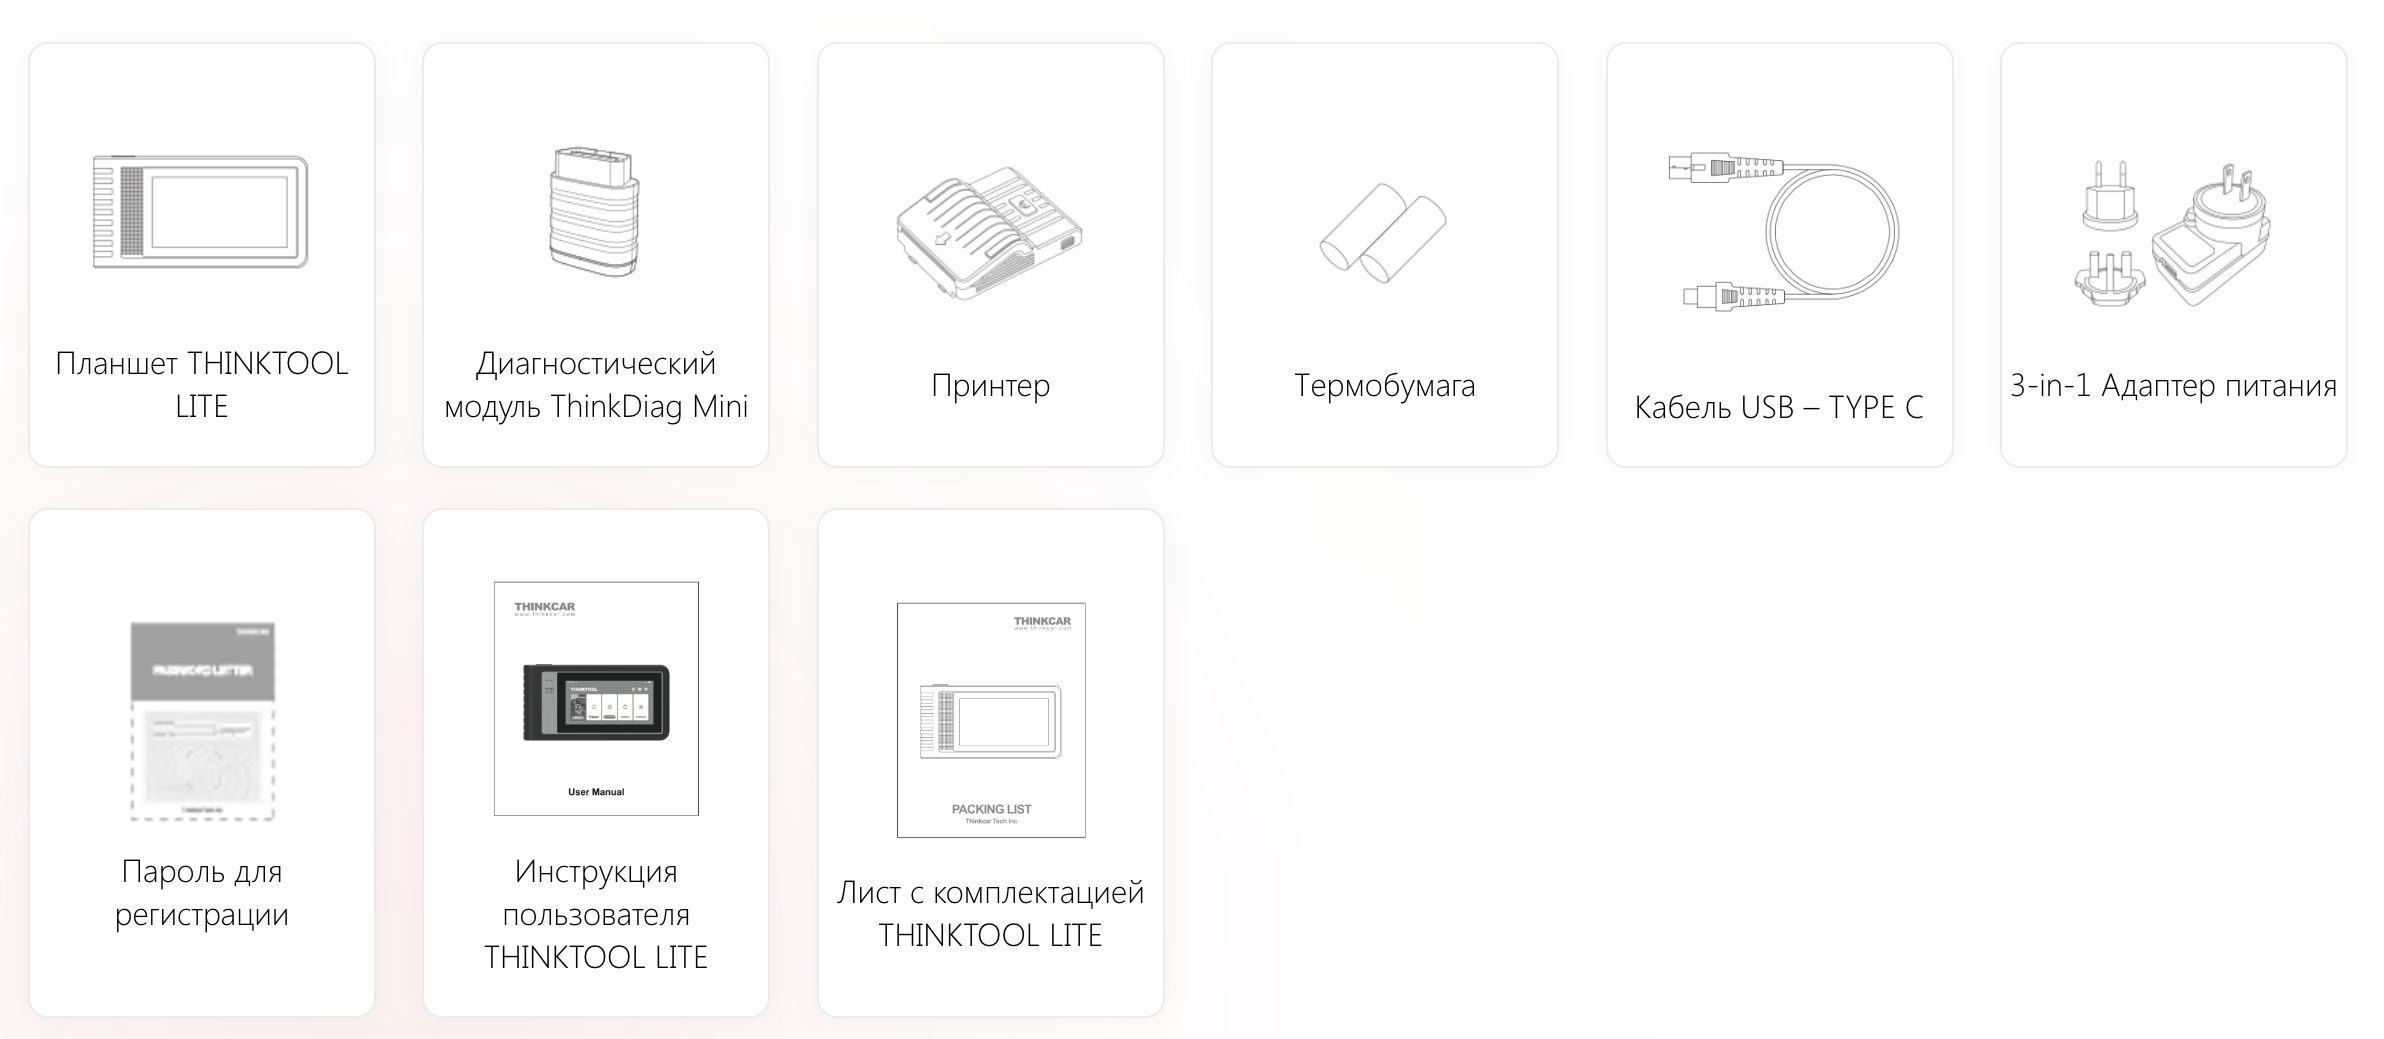 Планшет THINKTOOL
LITE
Диагностический
модуль ThinkDiag Mini
Принтер
Термобумага
Кабель USB – TYPE C
3-in-1 Адаптер питания
PASSWORD LETTER
Пароль для
регистрации
THINKCAR
www.thinkcar.com
THINKTOOL
User Manual
Инструкция
пользователя
THINKTOOL LITE
THINKCAR
www.thinkcar.com
PACKING LIST
Thinkcar Tech Inc
Лист с комплектацией
THINKTOOL LITE